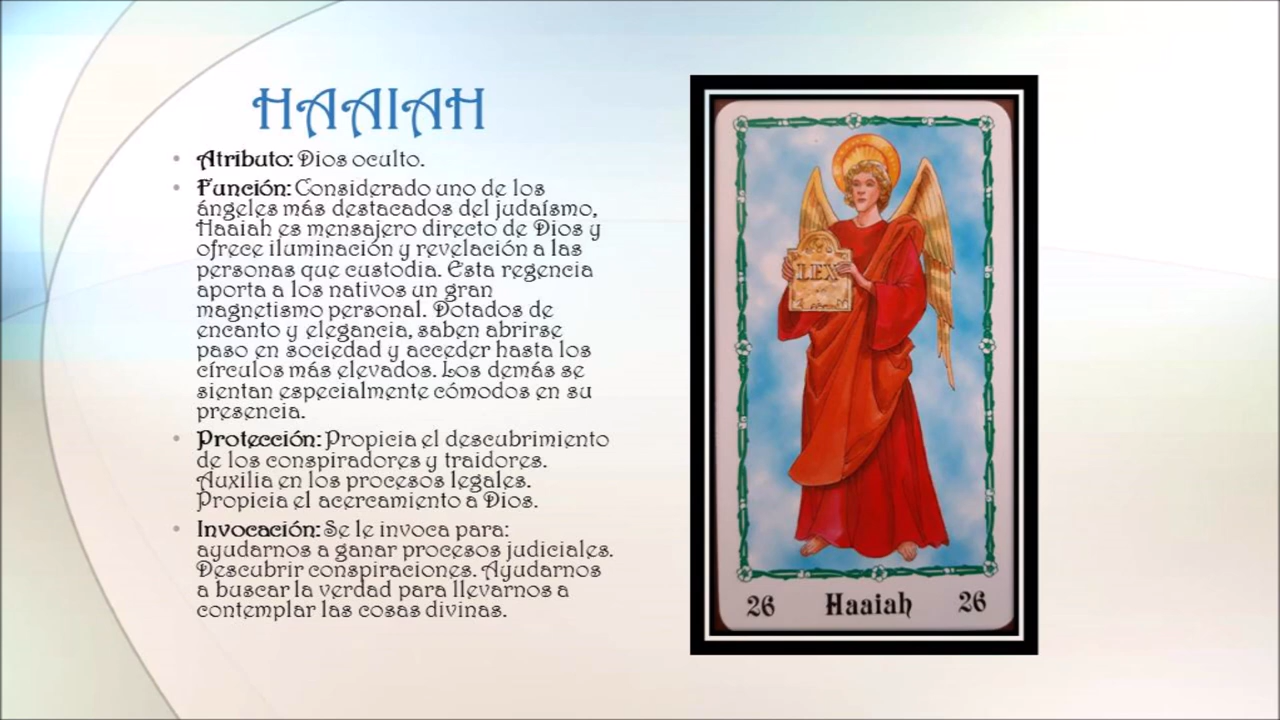 HAAIAH
• Atributo: Dios oculto.
• Función: Considerado uno de los
ángeles más destacados del judaísmo,
Haaiah es mensajero directo de Dios y
ofrece iluminación y revelación a las
personas que custodia. Esta regencia
aporta a los nativos un gran
magnetismo personal. Dotados de
encanto y elegancia, saben abrirse
paso en sociedad y acceder hasta los
círculos más elevados. Los demás se
sientan especialmente cómodos en su
presencia.
• Protección: Propicia el descubrimiento
de los conspiradores y traidores.
Auxilia en los procesos legales.
Propicia el acercamiento a Dios.
• Invocación: Se le invoca para:
ayudarnos a ganar procesos judiciales.
Descubrir conspiraciones. Ayudarnos
a buscar la verdad para llevarnos a
contemplar las cosas divinas.
LEX
26 Haaiah 26